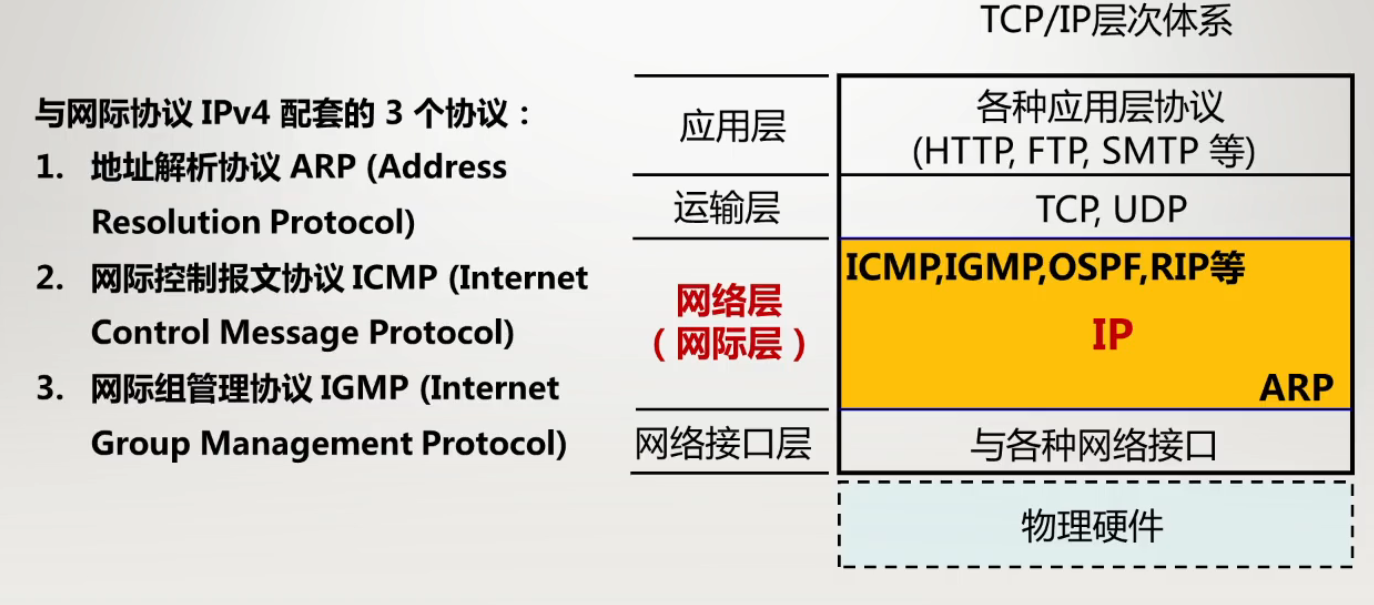 TCP/IP层次体系
与网际协议 IPv4 配套的 3 个协议：
1. 地址解析协议 ARP (Address
Resolution Protocol)
2. 网际控制报文协议 ICMP (Internet
Control Message Protocol)
3. 网际组管理协议 IGMP (Internet
Group Management Protocol)
应用层
各种应用层协议
(HTTP, FTP, SMTP 等)
运输层
TCP, UDP
网络层
（网际层）
ICMP,IGMP,OSPF,RIP等
IP
ARP
网络接口层
与各种网络接口
物理硬件